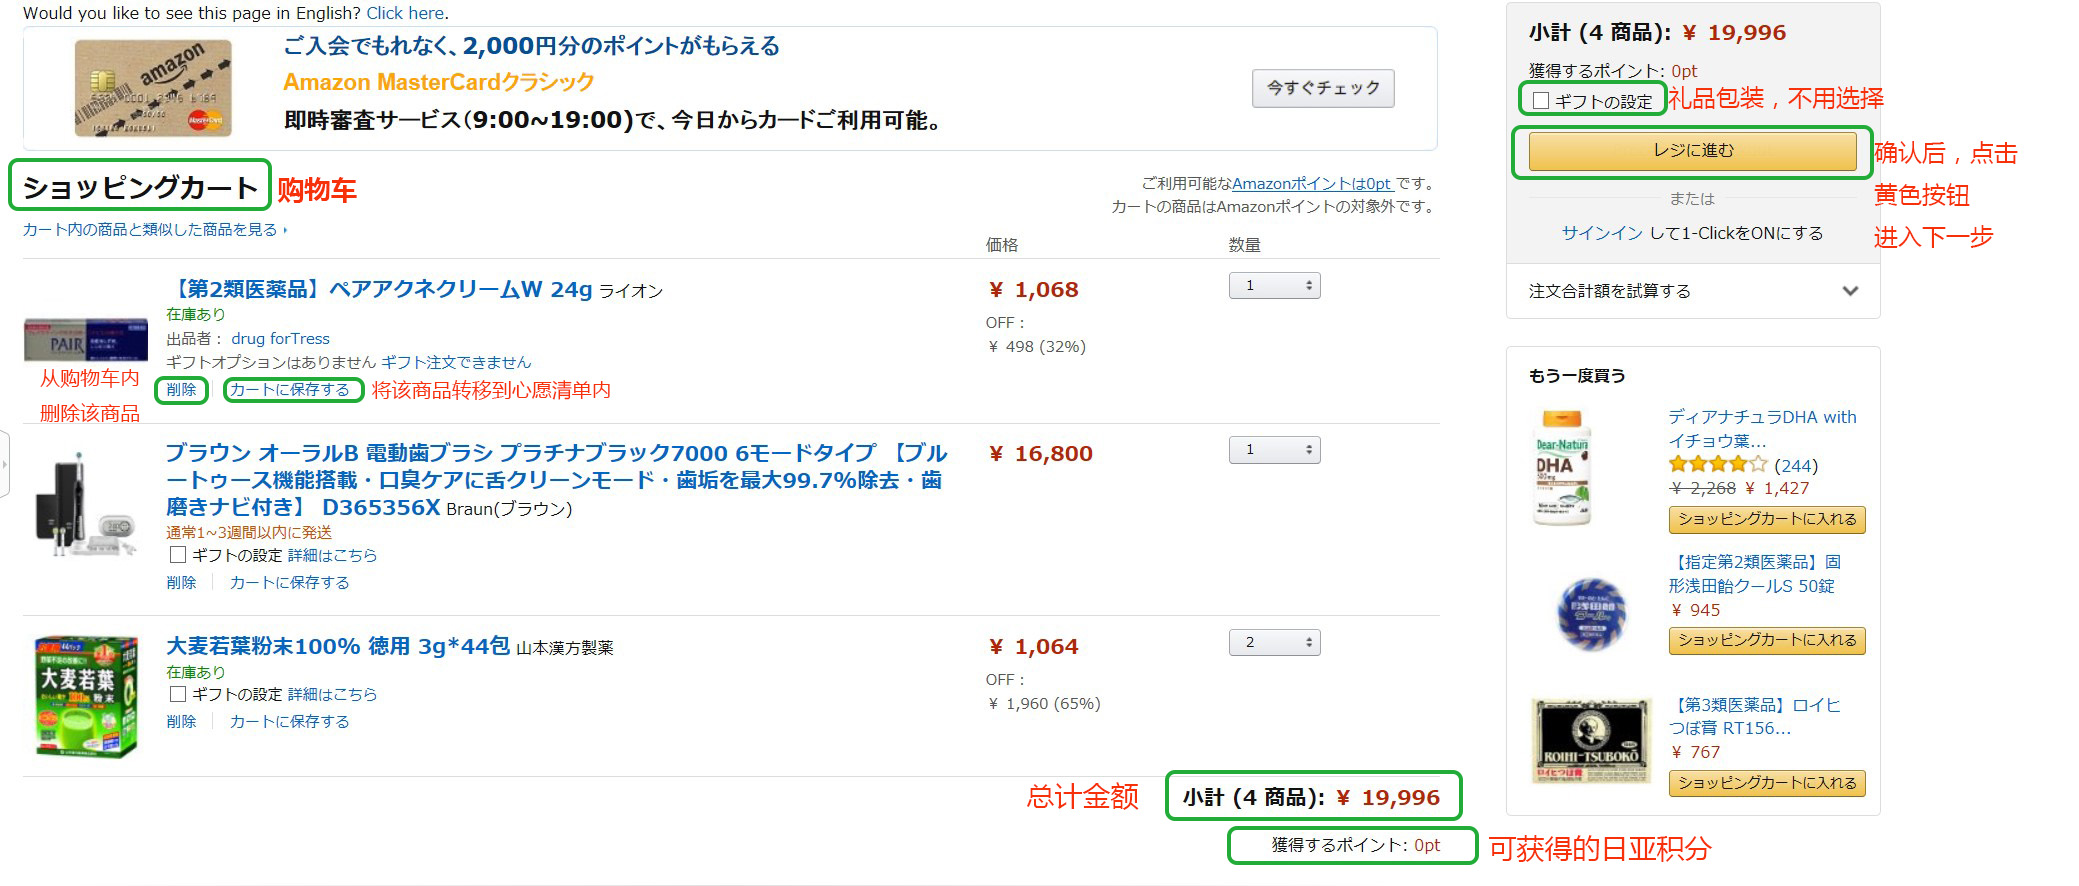 Would you like to see this page in English? Click here.
amazon
MasterCard
ご入会でもれなく、2,000円分のポイントがもらえる
Amazon MasterCardクラシック
即時審査サービス(9:00~19:00)で、今日からカードご利用可能。
今すぐチェック
ショッピングカート 购物车
カート内の商品と類似した商品を見る
ご利用可能なAmazonポイントは0pt です。
カートの商品はAmazonポイントの対象外です。
価格 数量
【第2類医薬品】ペアアクネクリームW 24g ライオン
¥ 1,068
1
在庫あり
OFF :
出品者： drug forTress
¥ 498 (32%)
ギフトオプションはありません ギフト注文できません
PAIR
从购物车内
删除该商品
削除 カートに保存する 将该商品转移到心愿清单内
ブラウン オーラルB 電動歯ブラシ プラチナブラック7000 6モードタイプ 【ブル
ートゥース機能搭載・口臭ケアに舌クリーンモード・歯垢を最大99.7%除去・歯
磨きナビ付き】 D365356X Braun(ブラウン)
¥ 16,800
1
通常1~3週間以内に発送
ギフトの設定 詳細はこちら
削除 カートに保存する
大麦若葉粉末100% 徳用 3g*44包 山本漢方製薬
¥ 1,064
2
在庫あり
OFF :
¥ 1,960 (65%)
ギフトの設定 詳細はこちら
削除 カートに保存する
大麦若葉
粉末
总计金额 小計 (4 商品): ¥ 19,996
獲得するポイント: 0pt 可获得的日亚积分
小計 (4 商品): ¥ 19,996
獲得するポイント: 0pt
ギフトの設定 礼品包装，不用选择
レジに進む
确认后，点击
黄色按钮
进入下一步
または
サインイン して1-ClickをONにする
注文合計額を試算する
もう一度買う
Dear-Natura
DHA
ディアナチュラDHA with
イチョウ葉...
(244)
¥ 2,268 ¥ 1,427
ショッピングカートに入れる
【指定第2類医薬品】固
形浅田飴クールS 50錠
¥ 945
ショッピングカートに入れる
浅田飴
ROIHI-TSUBOKO
ロイヒつぼ膏
【第3類医薬品】ロイヒ
つぼ膏 RT156...
¥ 767
ショッピングカートに入れる